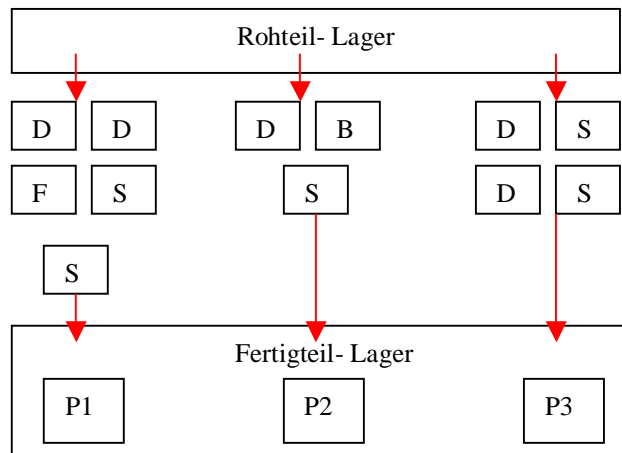 Rohteil- Lager
D D D B D S
F S S D S
S
Fertigteil- Lager
P1 P2 P3